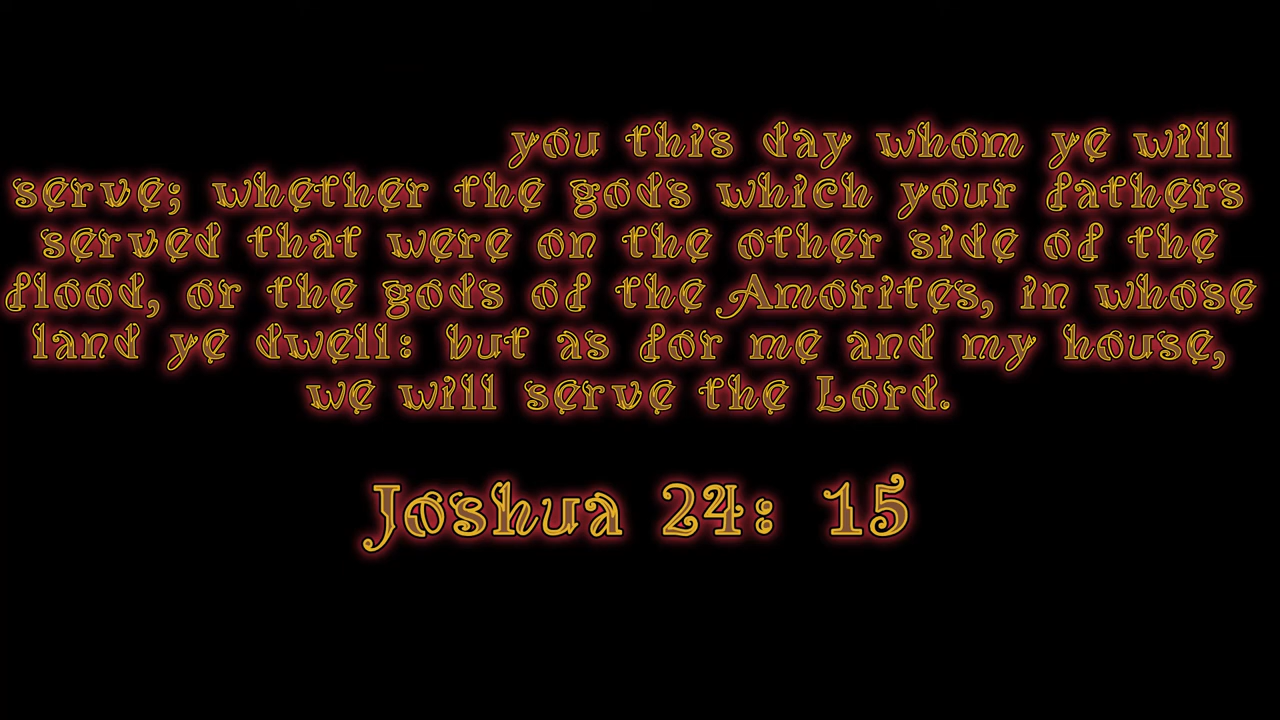 you this day whom ye will
serve; whether the gods which your fathers
served that were on the other side of the
flood, or the gods of the Amorites, in whose
land ye dwell: but as for me and my house,
we will serve the Lord.
Joshua 24: 15